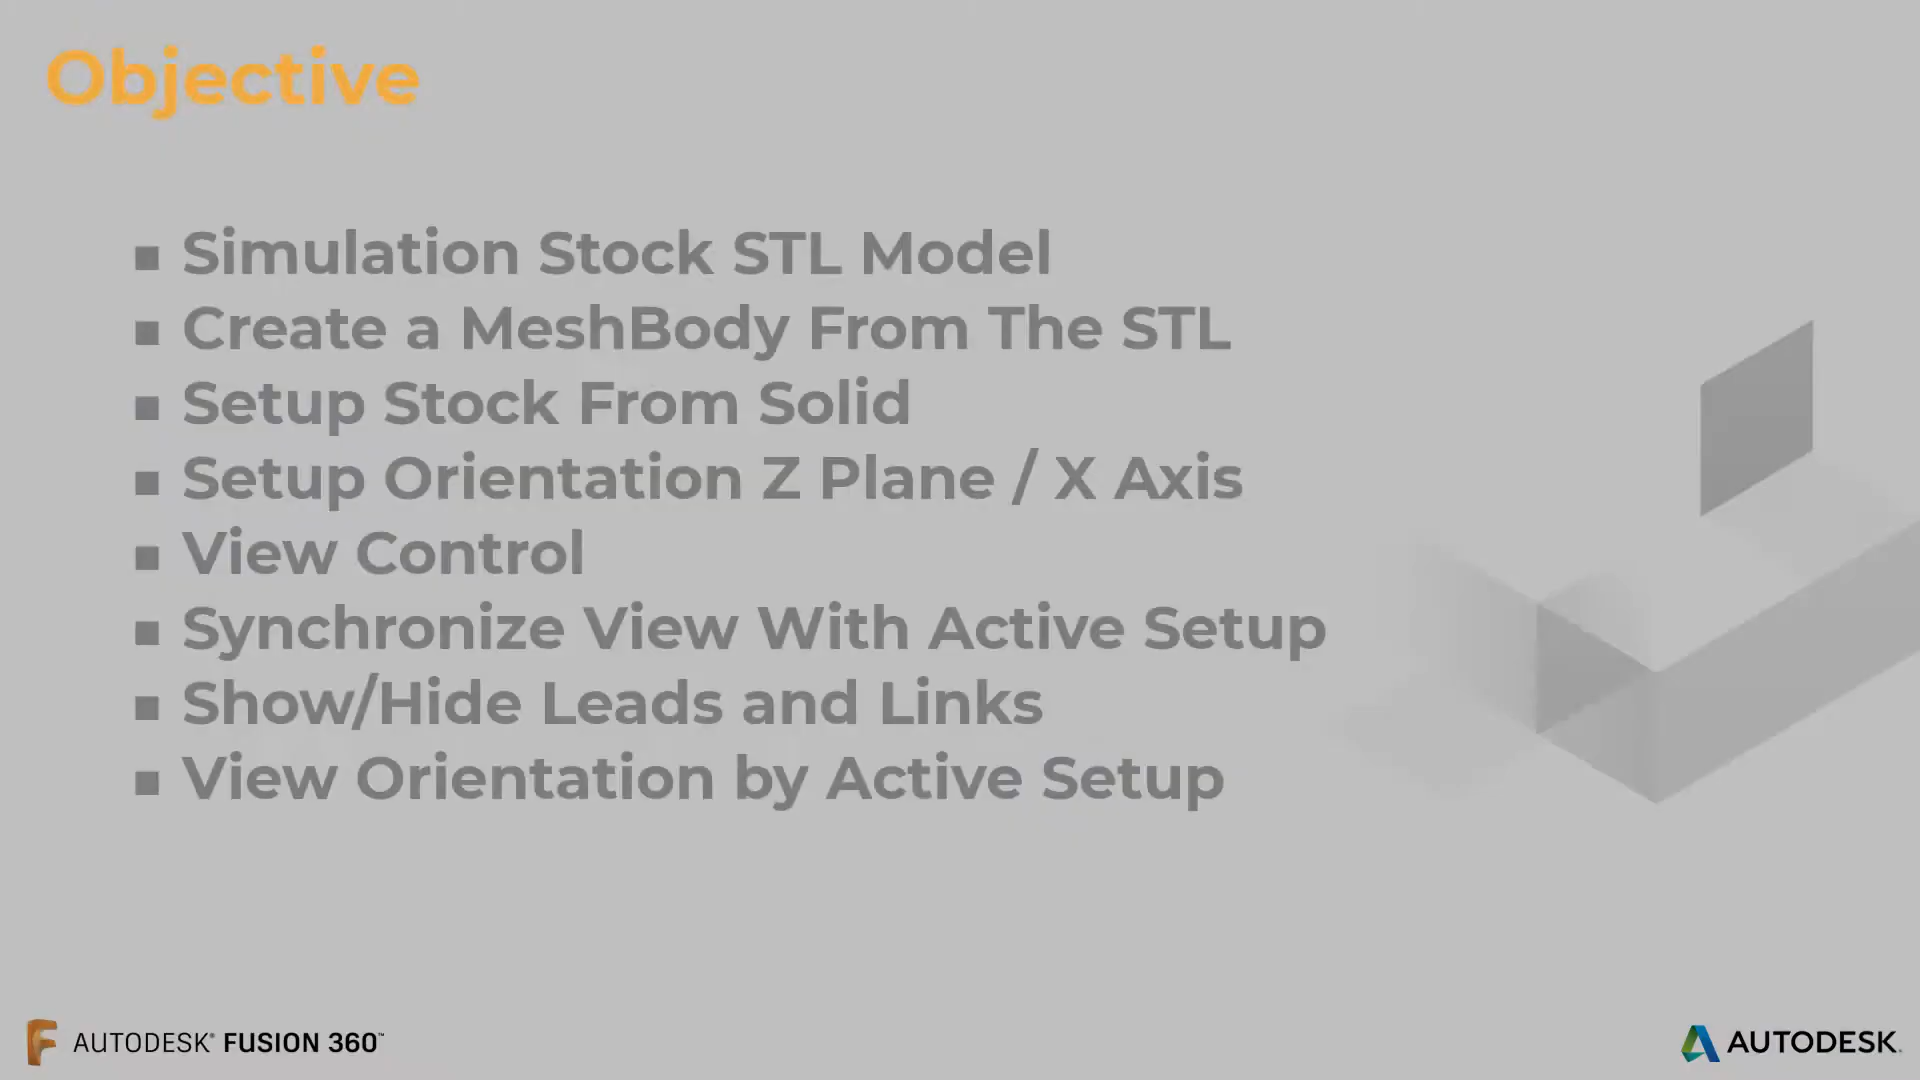 Objective
▪ Simulation Stock STL Model
▪ Create a MeshBody From The STL
▪ Setup Stock From Solid
▪ Setup Orientation Z Plane / X Axis
▪ View Control
▪ Synchronize View With Active Setup
▪ Show/Hide Leads and Links
▪ View Orientation by Active Setup
AUTODESK® FUSION 360™
AUTODESK.